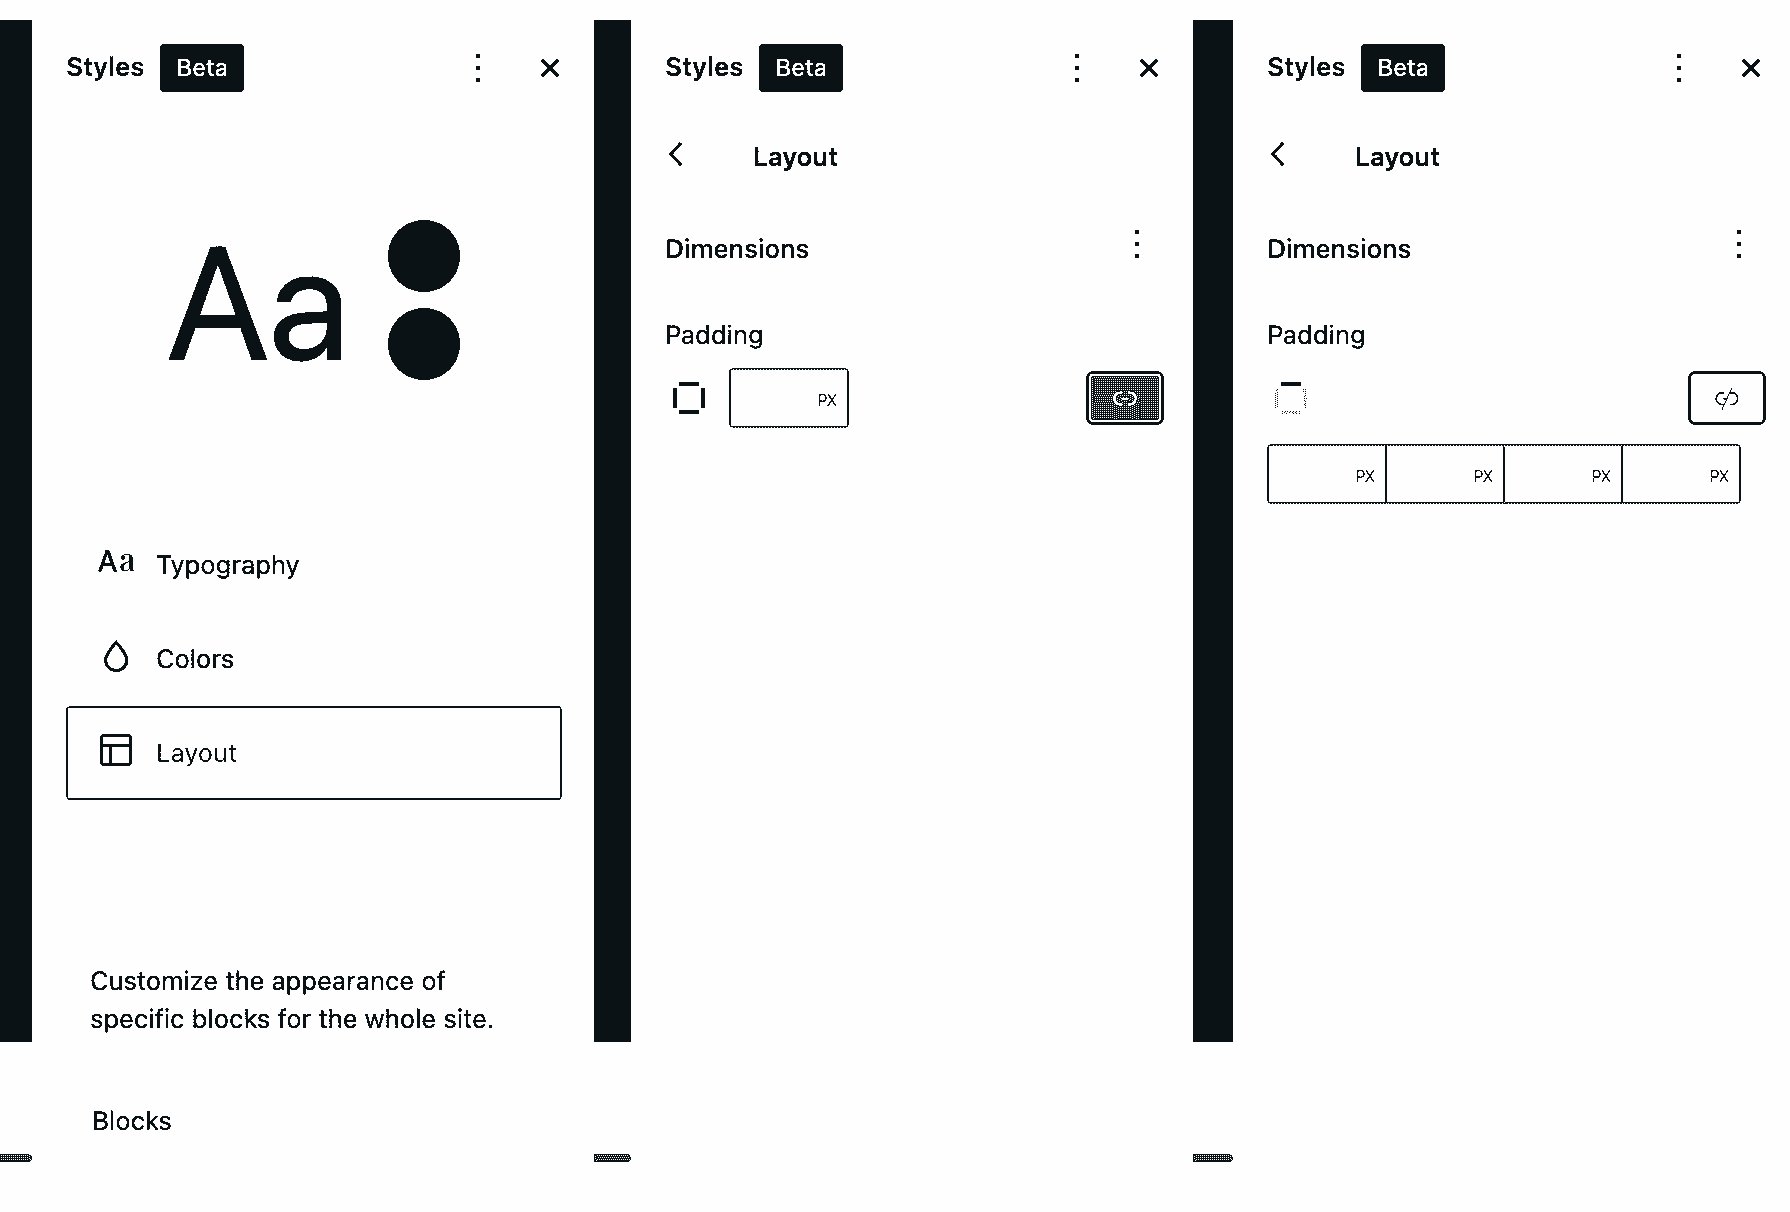 Styles Beta
Aa
Aa Typography
Colors
Layout
Customize the appearance of
specific blocks for the whole site.
Blocks
Styles Beta
Layout
Dimensions
Padding
PX
Styles Beta
Layout
Dimensions
Padding
PX PX PX PX